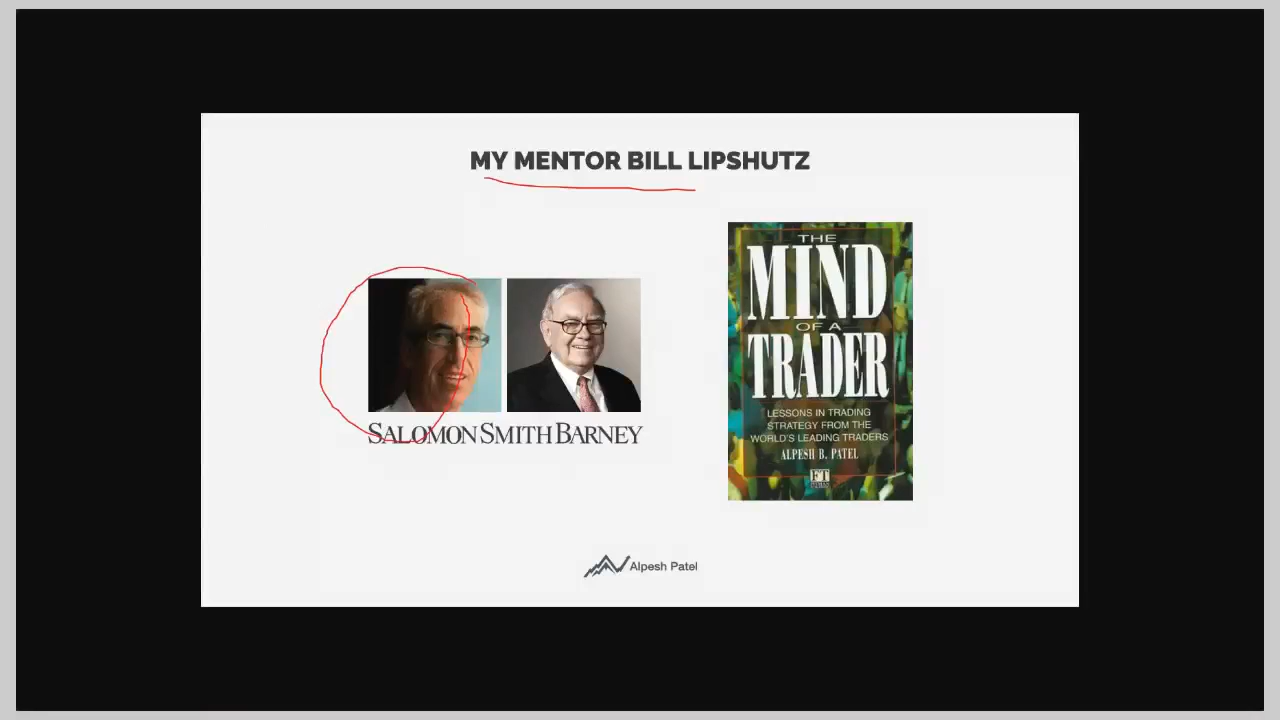 MY MENTOR BILL LIPSHUTZ
SALOMON SMITH BARNEY
THE
MIND
OF A
TRADER
LESSONS IN TRADING
STRATEGY FROM THE
WORLD'S LEADING TRADERS
ALPESH B. PATEL
FT
Alpesh Patel